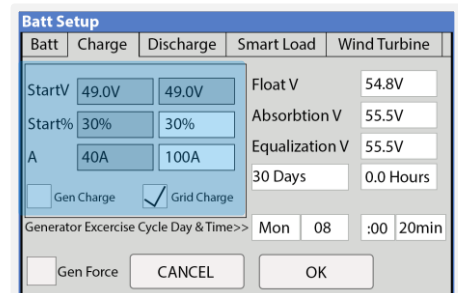 Batt Setup
Batt Charge Discharge Smart Load Wind Turbine
StartV 49.0V 49.0V Float V 54.8V
Start% 30% 30% Absorbtion V 55.5V
A 40A 100A Equalization V 55.5V
Gen Charge Grid Charge 30 Days 0.0 Hours
Generator Excercise Cycle Day & Time>> Mon 08 :00 20min
Gen Force CANCEL OK